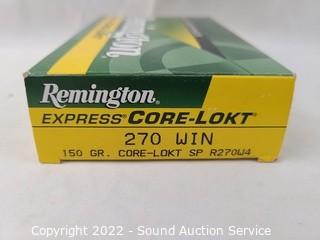 Remington
EXPRESS® CORE-LOKT®
270 WIN
150 GR. CORE-LOKT SP R270W4
Copyright 2022 - Sound Auction Service